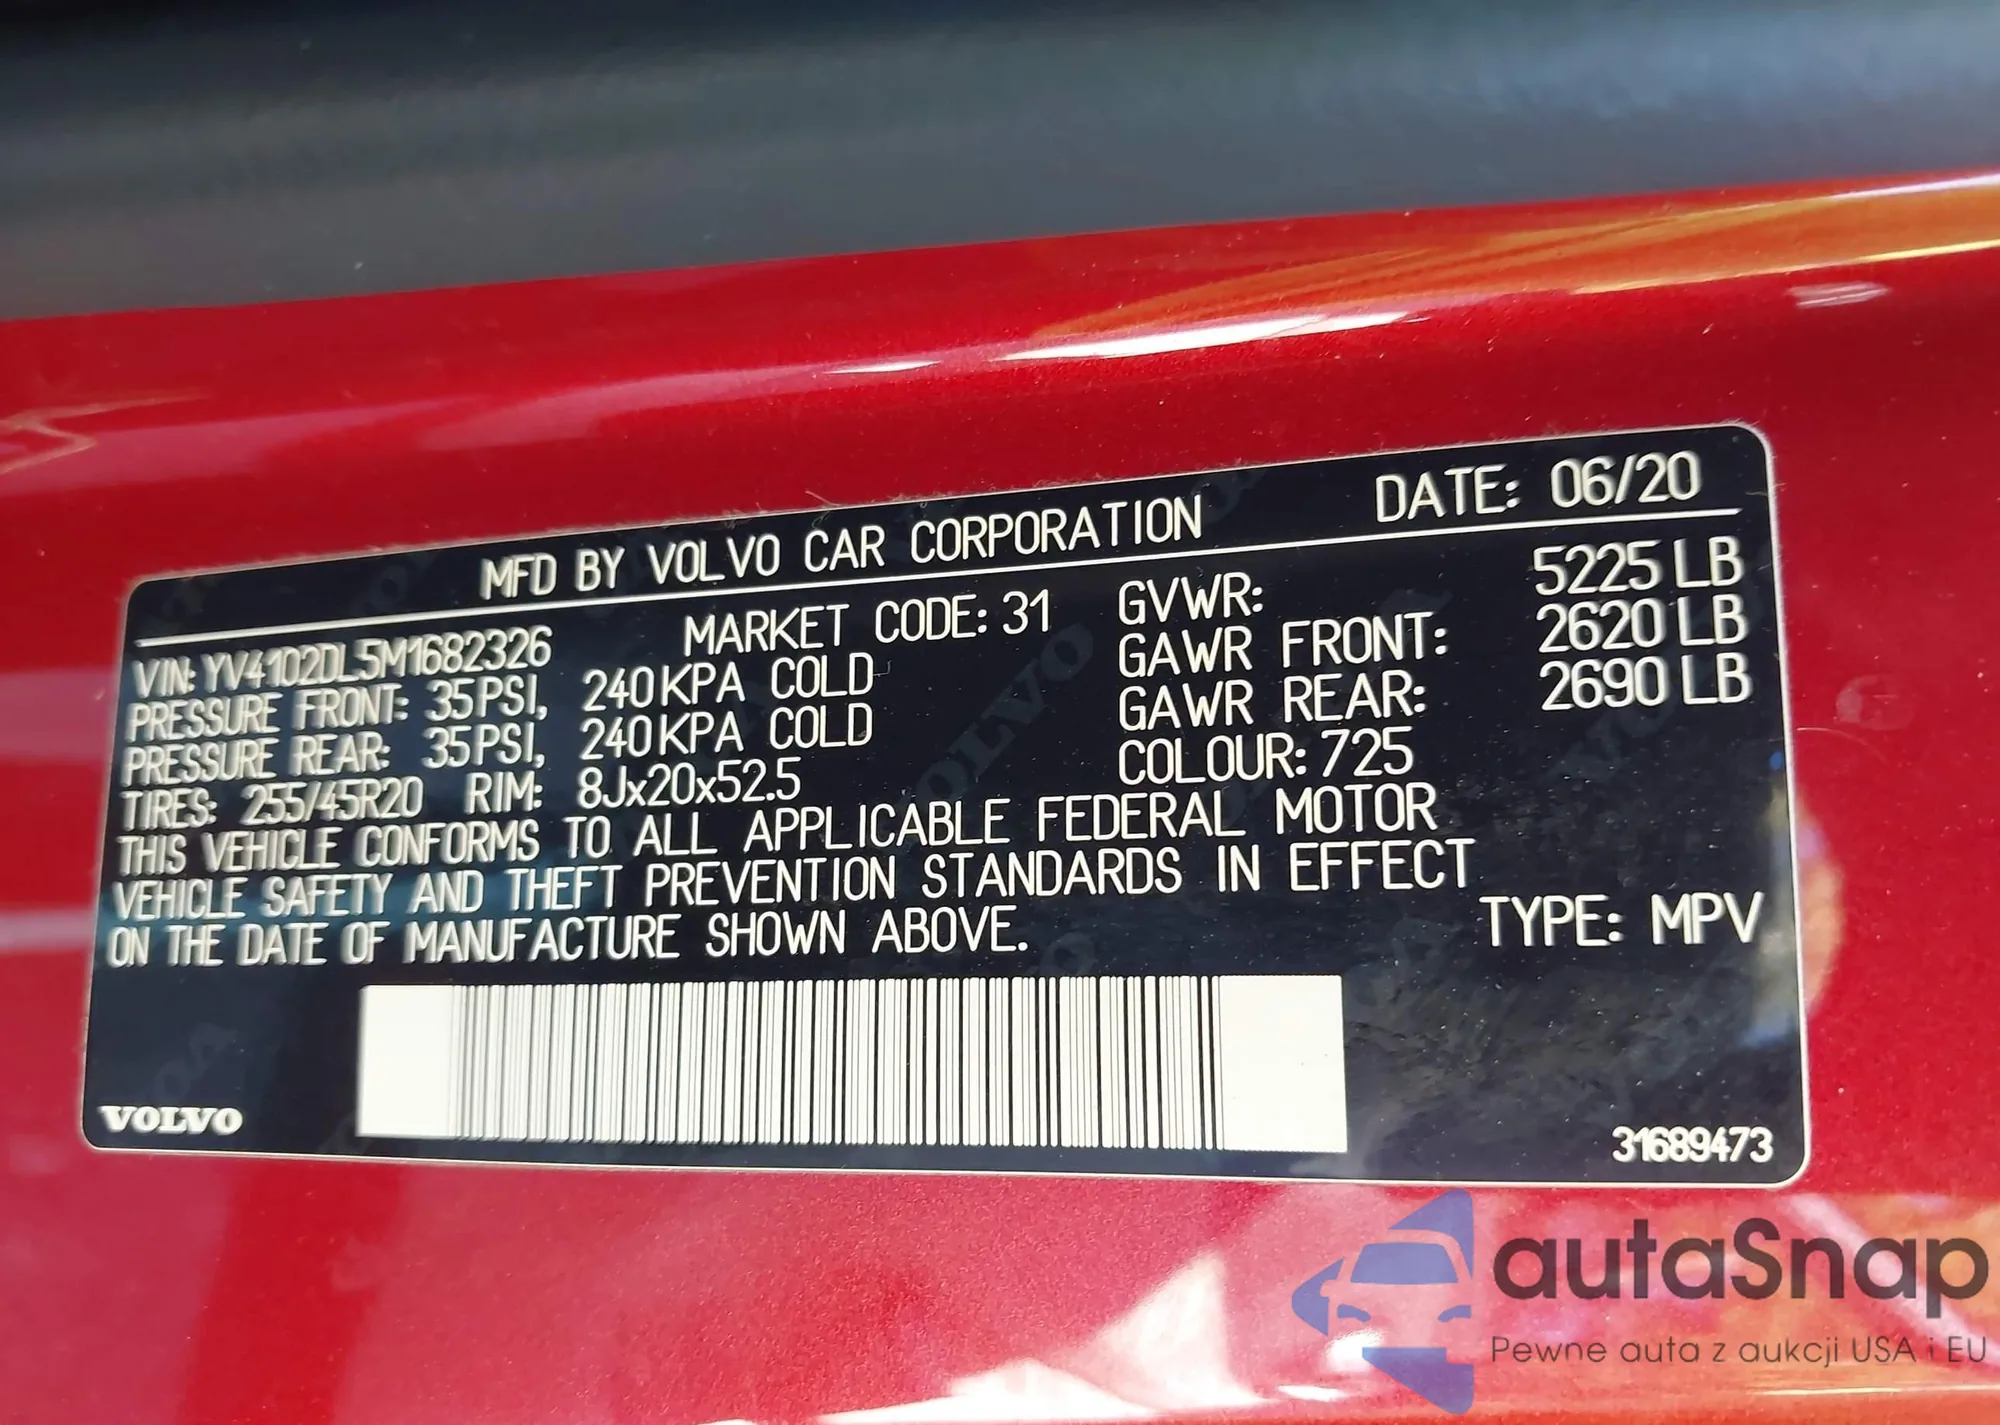 MFD BY VOLVO CAR CORPORATION DATE: 06/20
VIN: YV4102DL5M1682326 MARKET CODE: 31 GVWR: 5225 LB
PRESSURE FRONT: 35 PSI, 240 KPA COLD GAWR FRONT: 2620 LB
PRESSURE REAR: 35 PSI, 240 KPA COLD GAWR REAR: 2690 LB
TIRES: 255/45R20 RIM: 8Jx20x52.5 COLOUR: 725
THIS VEHICLE CONFORMS TO ALL APPLICABLE FEDERAL MOTOR
VEHICLE SAFETY AND THEFT PREVENTION STANDARDS IN EFFECT
ON THE DATE OF MANUFACTURE SHOWN ABOVE. TYPE: MPV
VOLVO 31689473
autaSnap
Pewne auta z aukcji USA i EU